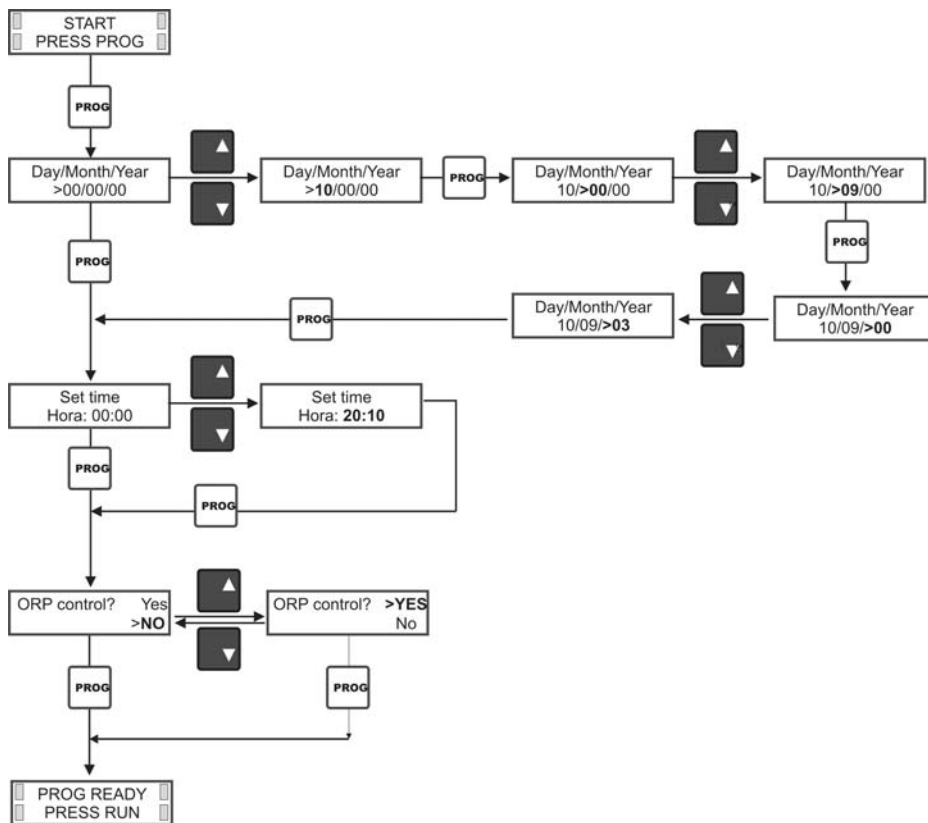 START
PRESS PROG
PROG
Day/Month/Year
>00/00/00
Day/Month/Year
>10/00/00
PROG
Day/Month/Year
10/>00/00
Day/Month/Year
10/>09/00
PROG
PROG
Day/Month/Year
10/09/>00
Day/Month/Year
10/09/>03
PROG
Set time
Hora: 00:00
Set time
Hora: 20:10
PROG
PROG
ORP control? Yes
>NO
ORP control? >YES
No
PROG
PROG
PROG READY
PRESS RUN